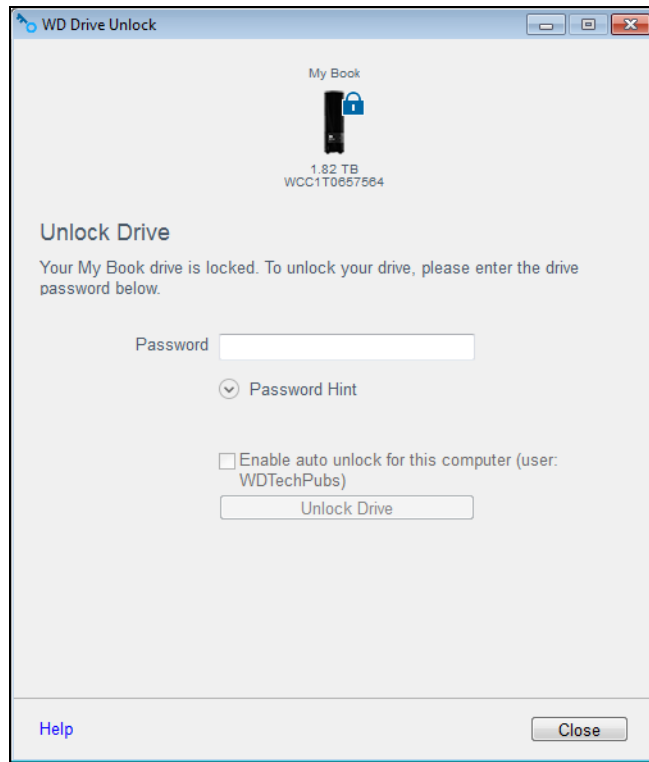 WD Drive Unlock
My Book
1.82 TB
WCC1T0657564
Unlock Drive
Your My Book drive is locked. To unlock your drive, please enter the drive
password below.
Password
Password Hint
Enable auto unlock for this computer (user:
WDTechPubs)
Unlock Drive
Help
Close